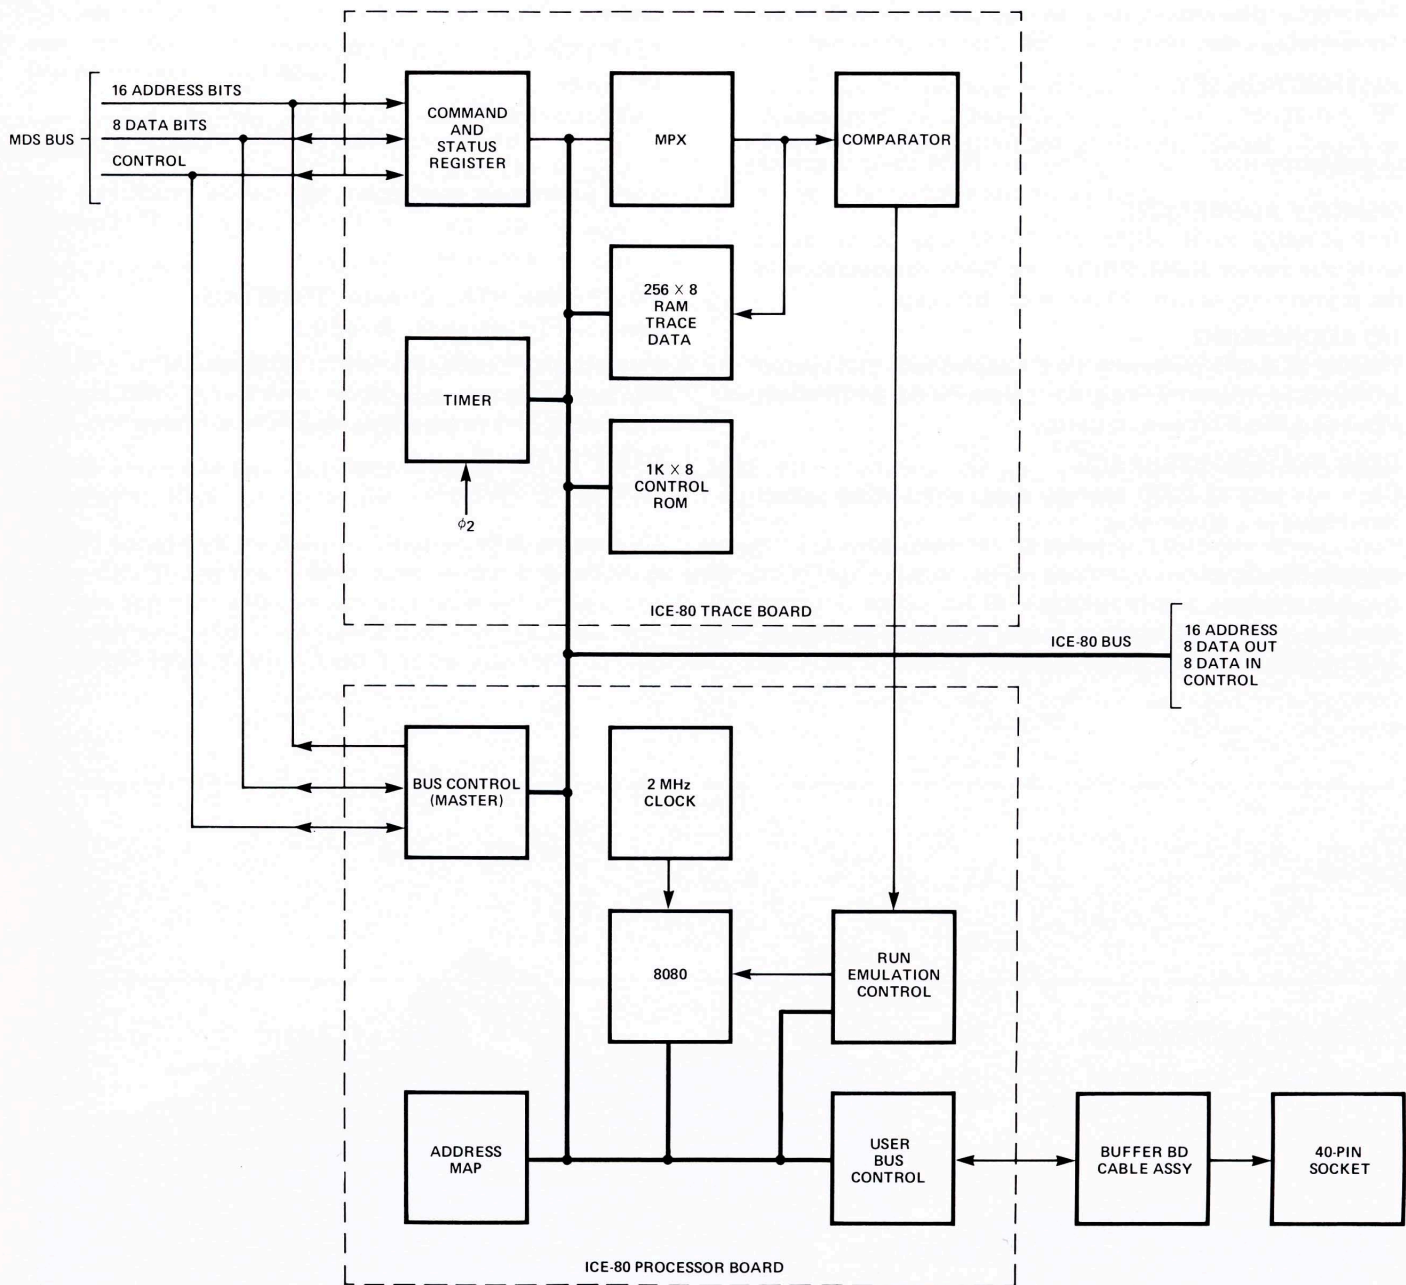 MDS BUS
16 ADDRESS BITS
8 DATA BITS
CONTROL
COMMAND
AND
STATUS
REGISTER
MPX
COMPARATOR
256 × 8
RAM
TRACE
DATA
TIMER
ϕ2
1K × 8
CONTROL
ROM
ICE-80 TRACE BOARD
ICE-80 BUS
16 ADDRESS
8 DATA OUT
8 DATA IN
CONTROL
BUS CONTROL
(MASTER)
2 MHz
CLOCK
8080
RUN
EMULATION
CONTROL
ADDRESS
MAP
USER
BUS
CONTROL
BUFFER BD
CABLE ASSY
40-PIN
SOCKET
ICE-80 PROCESSOR BOARD